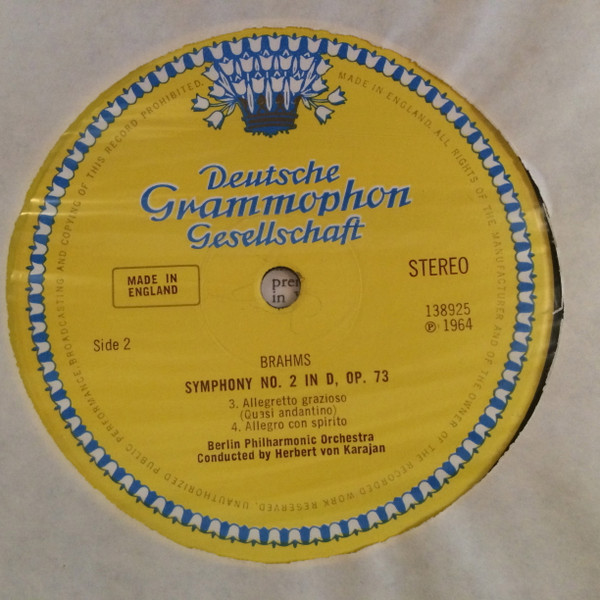 MADE IN ENGLAND. ALL RIGHTS OF THE MANUFACTURER AND OF THE OWNER OF THE RECORDED WORK RESERVED. UNAUTHORIZED PUBLIC PERFORMANCE, BROADCASTING AND COPYING OF THIS RECORD PROHIBITED.
Deutsche
Grammophon
Gesellschaft
MADE IN
ENGLAND
STEREO
138925
℗ 1964
Side 2
BRAHMS
SYMPHONY NO. 2 IN D, OP. 73
3. Allegretto grazioso
(Quasi andantino)
4. Allegro con spirito
Berlin Philharmonic Orchestra
Conducted by Herbert von Karajan
in